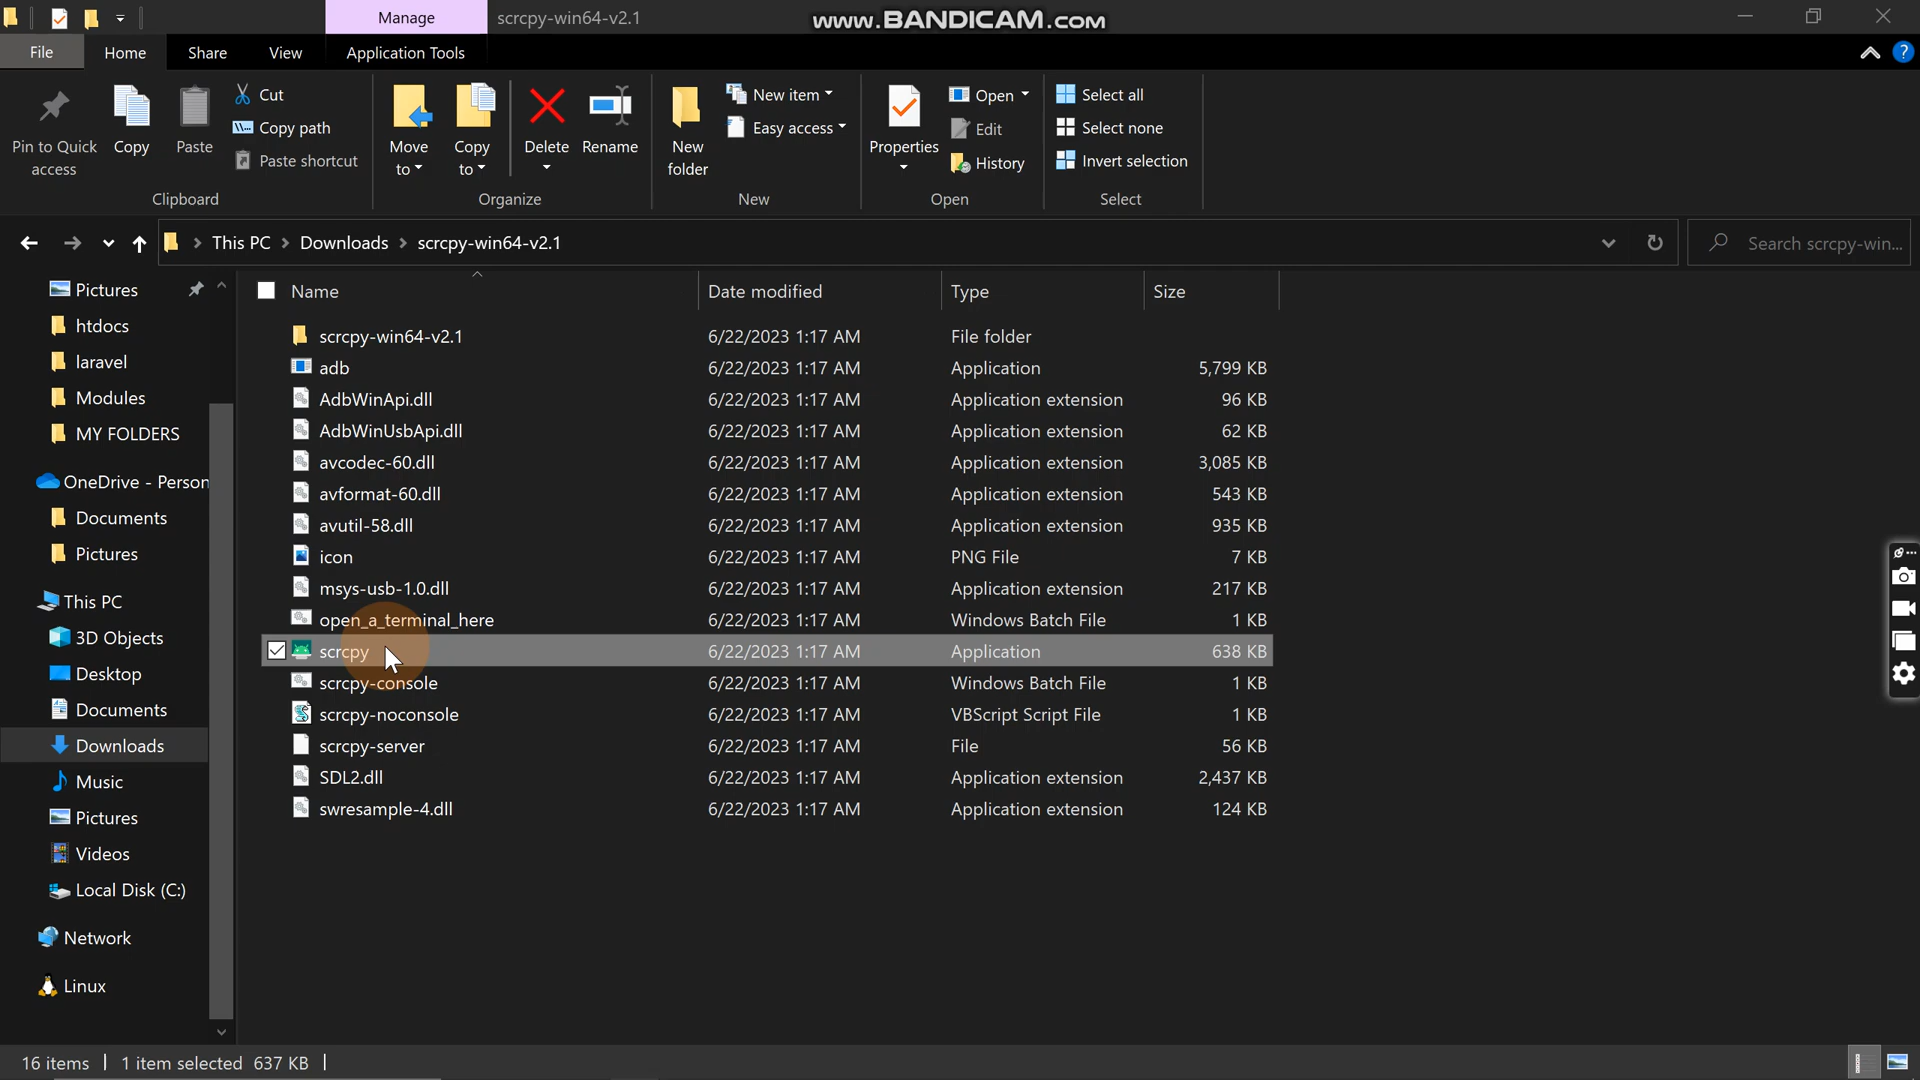 Manage
scrcpy-win64-v2.1
www.BANDICAM.com
File
Home
Share
View
Application Tools
Pin to Quick access
Copy
Paste
Cut
Copy path
Paste shortcut
Clipboard
Move to
Copy to
Delete
Rename
Organize
New folder
New item
Easy access
New
Properties
Open
Edit
History
Open
Select all
Select none
Invert selection
Select
This PC > Downloads > scrcpy-win64-v2.1
Search scrcpy-win...
Pictures
htdocs
laravel
Modules
MY FOLDERS
OneDrive - Person
Documents
Pictures
This PC
3D Objects
Desktop
Documents
Downloads
Music
Pictures
Videos
Local Disk (C:)
Network
Linux
Name Date modified Type Size
scrcpy-win64-v2.1 6/22/2023 1:17 AM File folder
adb 6/22/2023 1:17 AM Application 5,799 KB
AdbWinApi.dll 6/22/2023 1:17 AM Application extension 96 KB
AdbWinUsbApi.dll 6/22/2023 1:17 AM Application extension 62 KB
avcodec-60.dll 6/22/2023 1:17 AM Application extension 3,085 KB
avformat-60.dll 6/22/2023 1:17 AM Application extension 543 KB
avutil-58.dll 6/22/2023 1:17 AM Application extension 935 KB
icon 6/22/2023 1:17 AM PNG File 7 KB
msys-usb-1.0.dll 6/22/2023 1:17 AM Application extension 217 KB
open_a_terminal_here 6/22/2023 1:17 AM Windows Batch File 1 KB
scrcpy 6/22/2023 1:17 AM Application 638 KB
scrcpy-console 6/22/2023 1:17 AM Windows Batch File 1 KB
scrcpy-noconsole 6/22/2023 1:17 AM VBScript Script File 1 KB
scrcpy-server 6/22/2023 1:17 AM File 56 KB
SDL2.dll 6/22/2023 1:17 AM Application extension 2,437 KB
swresample-4.dll 6/22/2023 1:17 AM Application extension 124 KB
16 items
1 item selected 637 KB